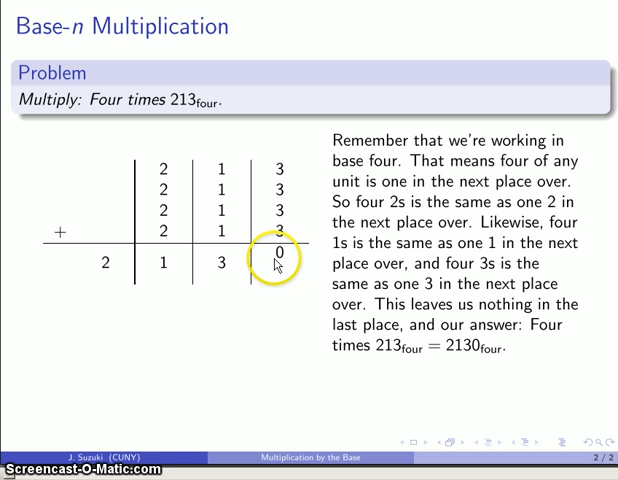 Base-n Multiplication
Problem
Multiply: Four times 213four.
2 1 3
2 1 3
2 1 3
+ 2 1 3
0
2 1 3
Remember that we're working in
base four. That means four of any
unit is one in the next place over.
So four 2s is the same as one 2 in
the next place over. Likewise, four
1s is the same as one 1 in the next
place over, and four 3s is the
same as one 3 in the next place
over. This leaves us nothing in the
last place, and our answer: Four
times 213four = 2130four.
J. Suzuki (CUNY) Multiplication by the Base 2 / 2
Screencast-O-Matic.com